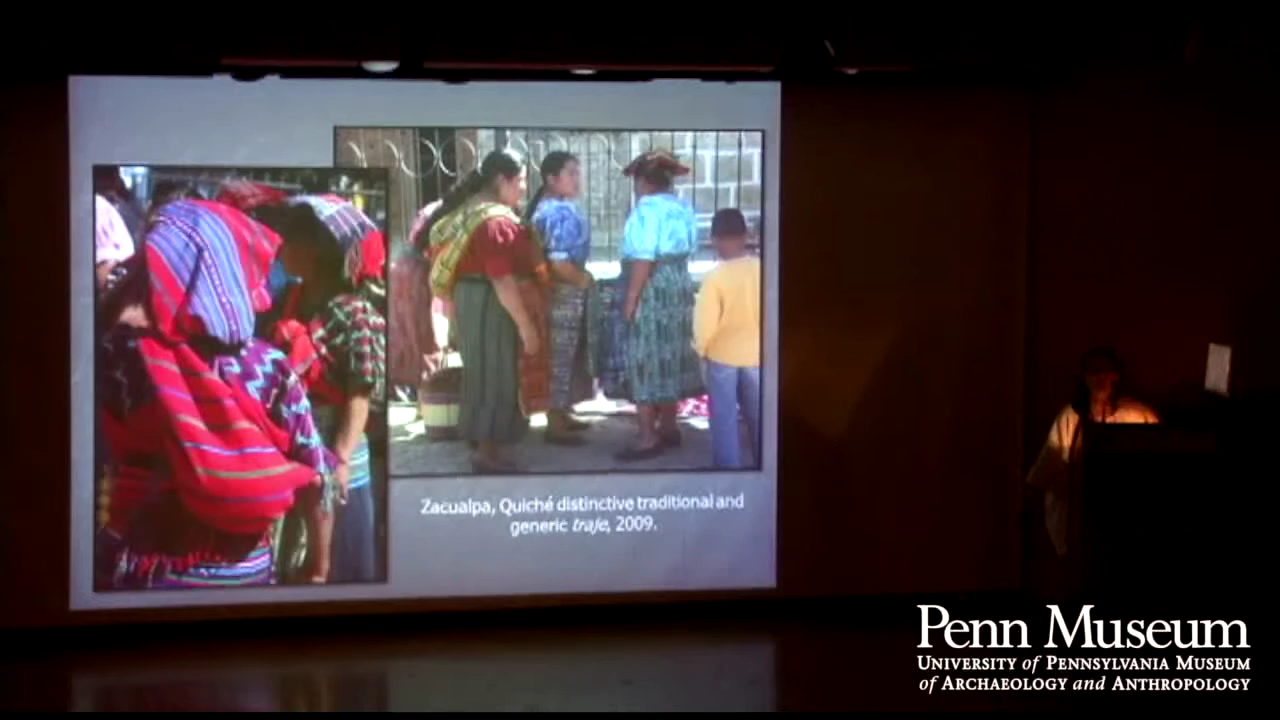 Zacualpa, Quiché distinctive traditional and
generic traje, 2009.
Penn Museum
UNIVERSITY of PENNSYLVANIA MUSEUM
of ARCHAEOLOGY and ANTHROPOLOGY